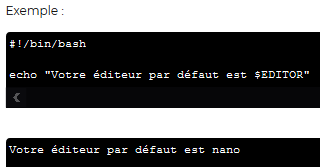 Exemple :
#!/bin/bash
echo "Votre éditeur par défaut est $EDITOR"
Votre éditeur par défaut est nano